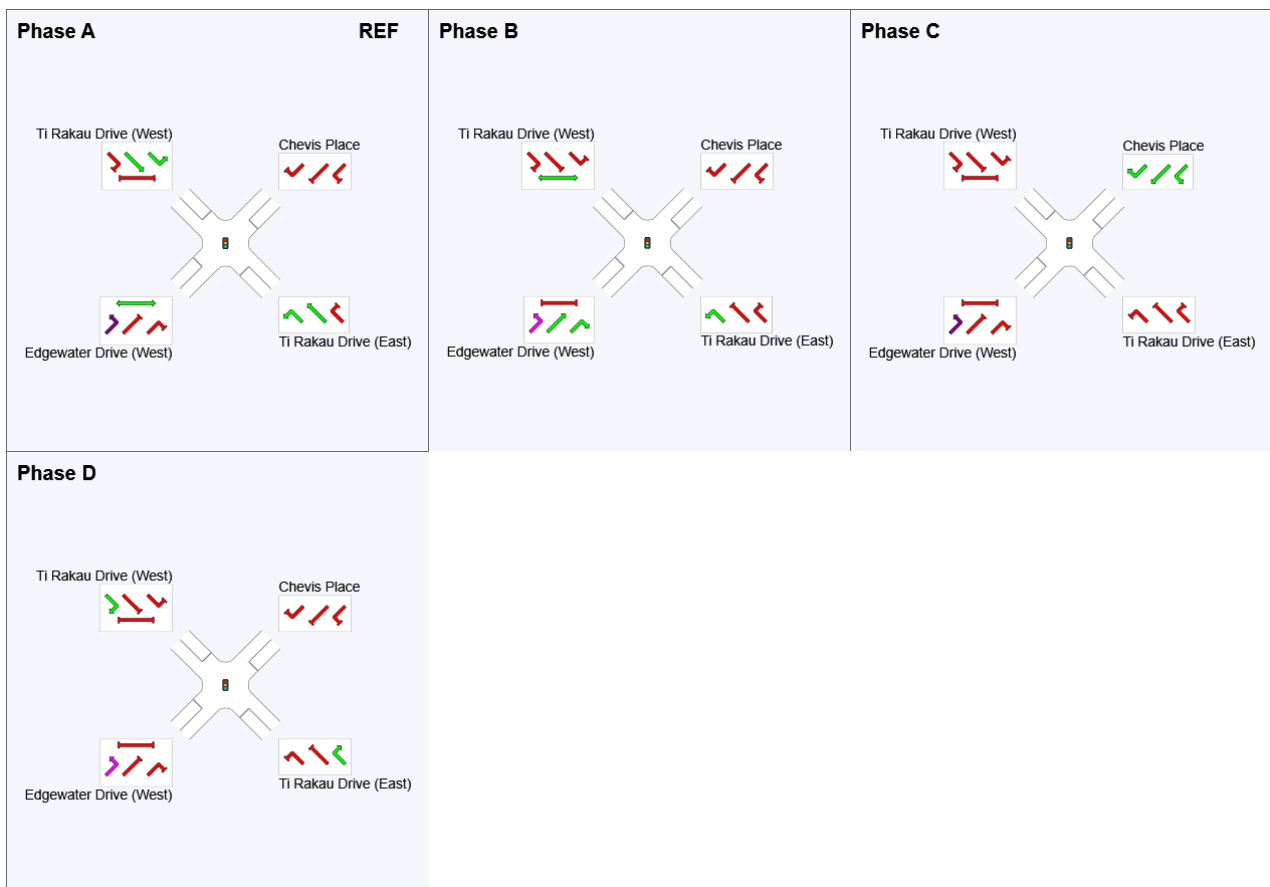 Phase A
REF
Ti Rakau Drive (West)
Chevis Place
Edgewater Drive (West)
Ti Rakau Drive (East)
Phase B
Ti Rakau Drive (West)
Chevis Place
Edgewater Drive (West)
Ti Rakau Drive (East)
Phase C
Ti Rakau Drive (West)
Chevis Place
Edgewater Drive (West)
Ti Rakau Drive (East)
Phase D
Ti Rakau Drive (West)
Chevis Place
Edgewater Drive (West)
Ti Rakau Drive (East)